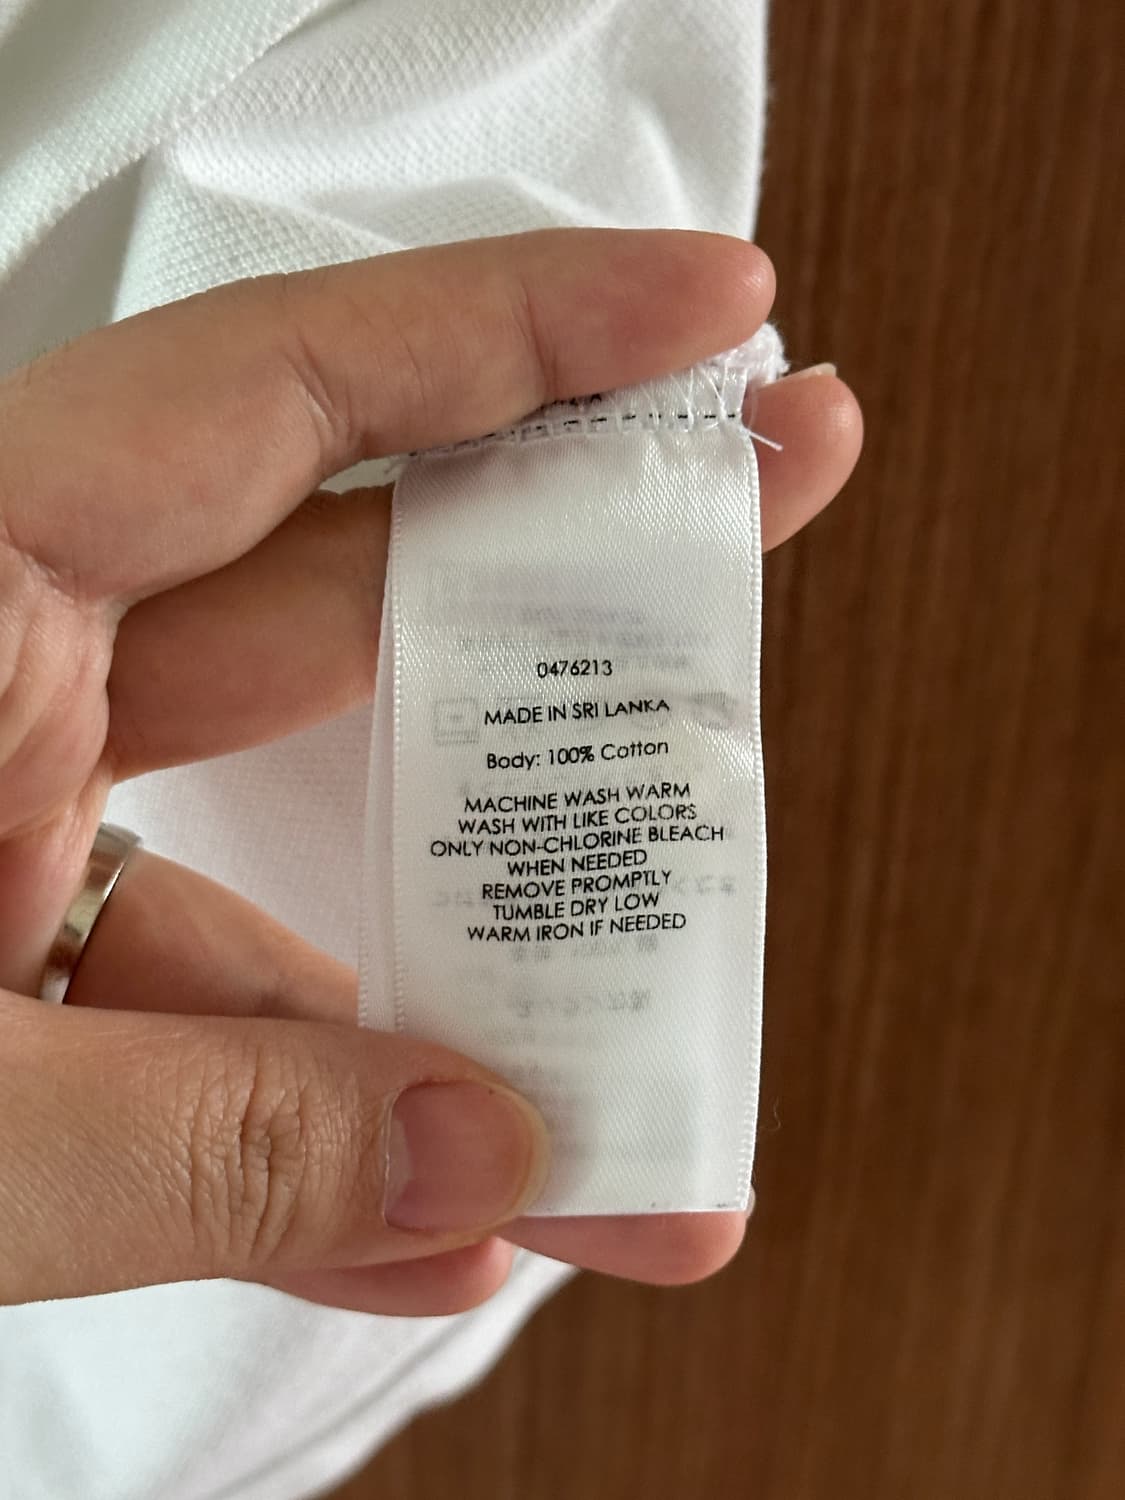 0476213
MADE IN SRI LANKA
Body: 100% Cotton
MACHINE WASH WARM
WASH WITH LIKE COLORS
ONLY NON-CHLORINE BLEACH
WHEN NEEDED
REMOVE PROMPTLY
TUMBLE DRY LOW
WARM IRON IF NEEDED